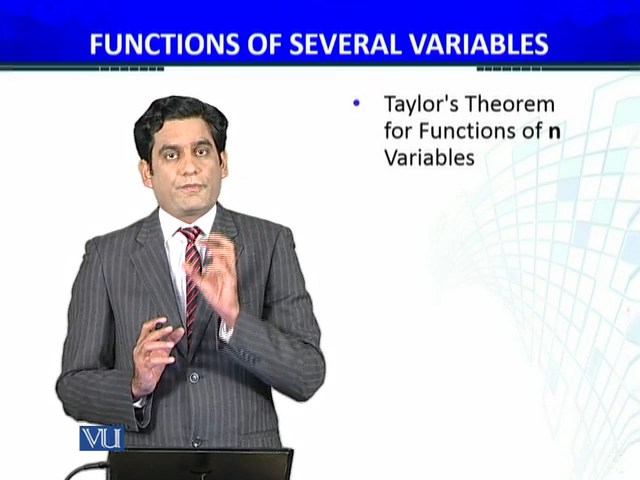 FUNCTIONS OF SEVERAL VARIABLES
• Taylor's Theorem
for Functions of n
Variables
VU